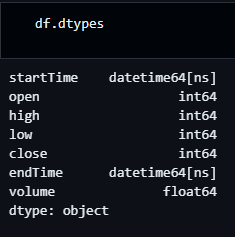 df.dtypes
startTime    datetime64[ns]
open                  int64
high                  int64
low                   int64
close                 int64
endTime      datetime64[ns]
volume              float64
dtype: object